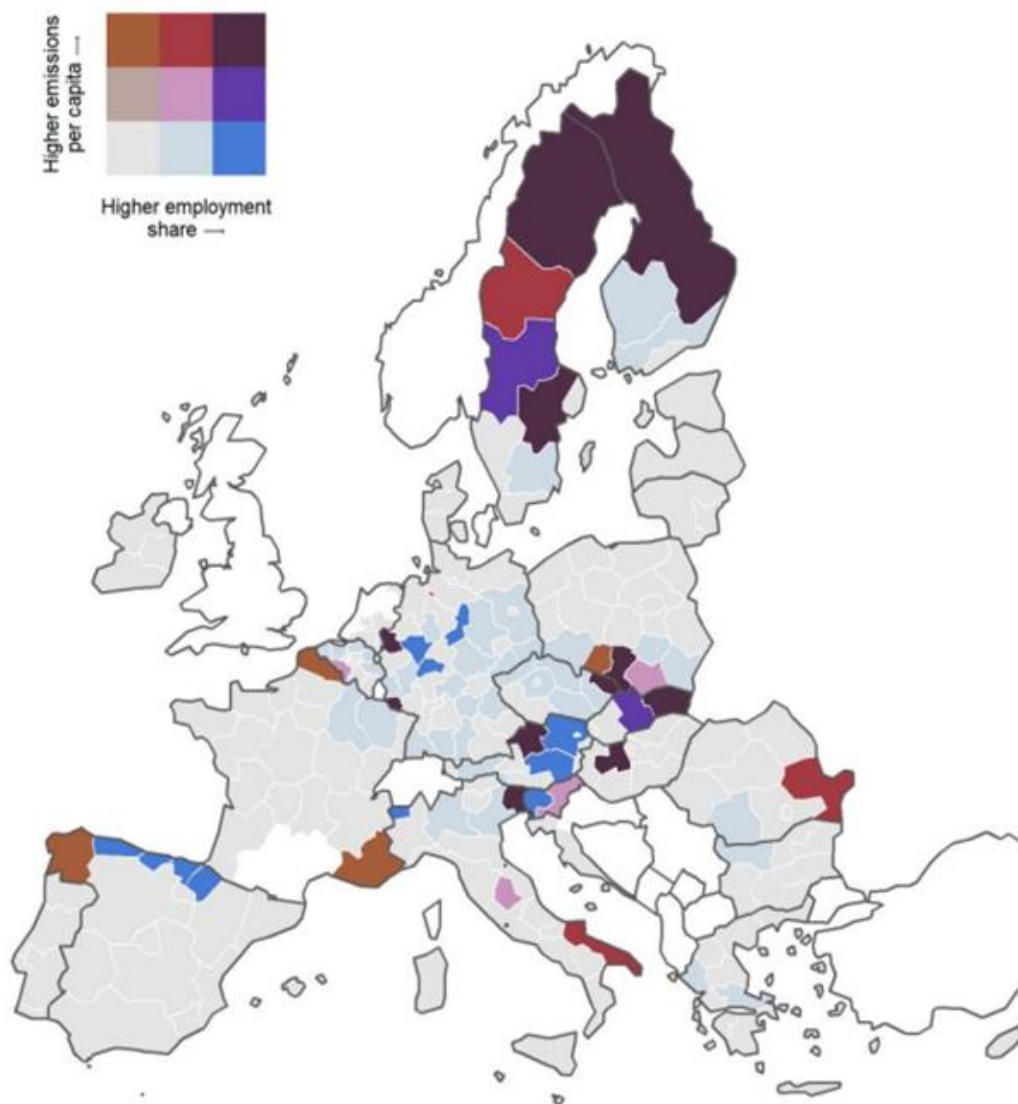 Higher emissions
per capita →
Higher employment
share →